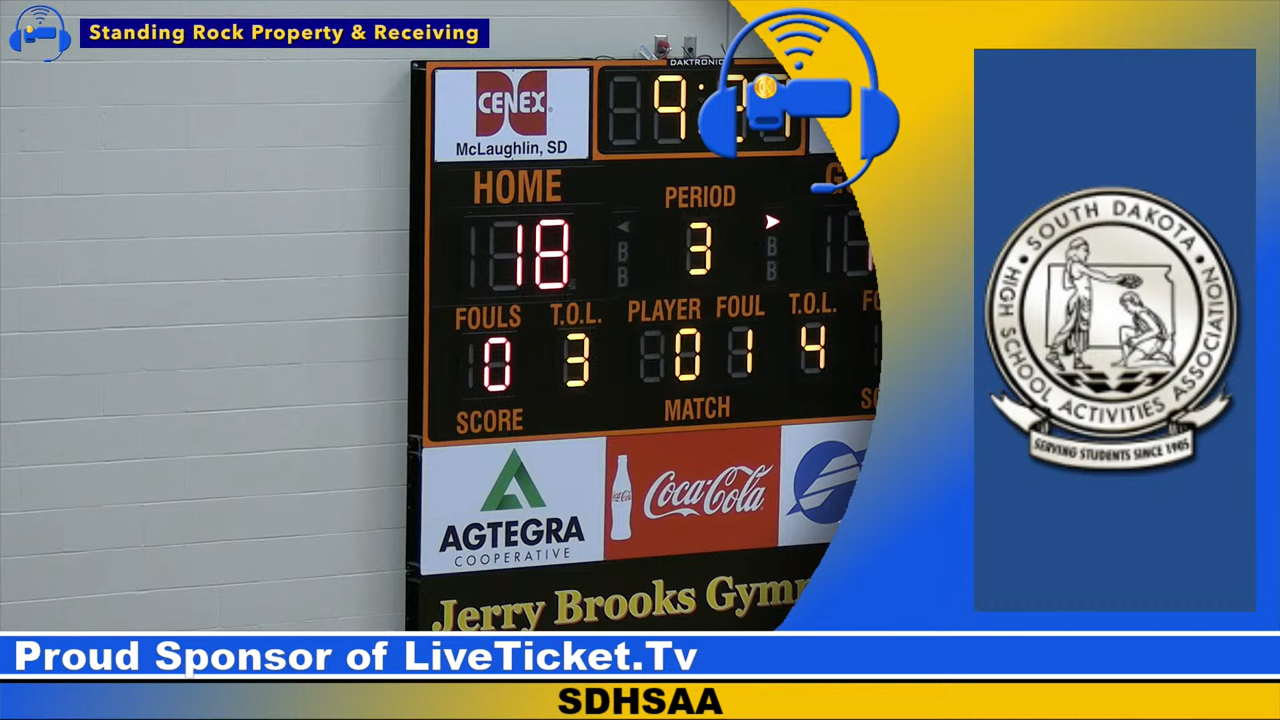 Standing Rock Property & Receiving
DAKTRONIC
CENEX
McLaughlin, SD
HOME
PERIOD
18
3
B
B
B
B
FOULS T.O.L. PLAYER FOUL T.O.L.
0 3 0 1 4
SCORE
MATCH
AGTEGRA
COOPERATIVE
Coca-Cola
Jerry Brooks Gym
SOUTH DAKOTA
HIGH SCHOOL ACTIVITIES ASSOCIATION
SERVING STUDENTS SINCE 1905
Proud Sponsor of LiveTicket.Tv
SDHSAA